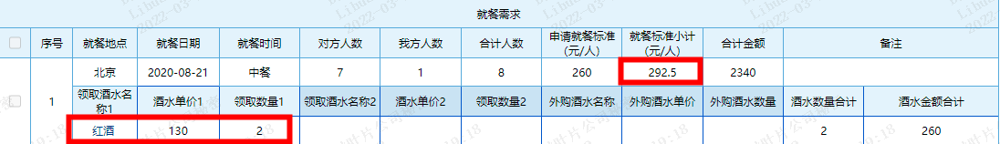 就餐需求
序号 就餐地点 就餐日期 就餐时间 对方人数 我方人数 合计人数 申请就餐标准 就餐标准小计 合计金额 备注
(元/人) (元/人)
北京 2020-08-21 中餐 7 1 8 260 292.5 2340
1 领取酒水名 酒水单价1 领取数量1 领取酒水名称2 酒水单价2 领取数量2 外购酒水名称 外购酒水单价 外购酒水数量 酒水数量合计 酒水金额合计
称1
红酒 130 2 2 260